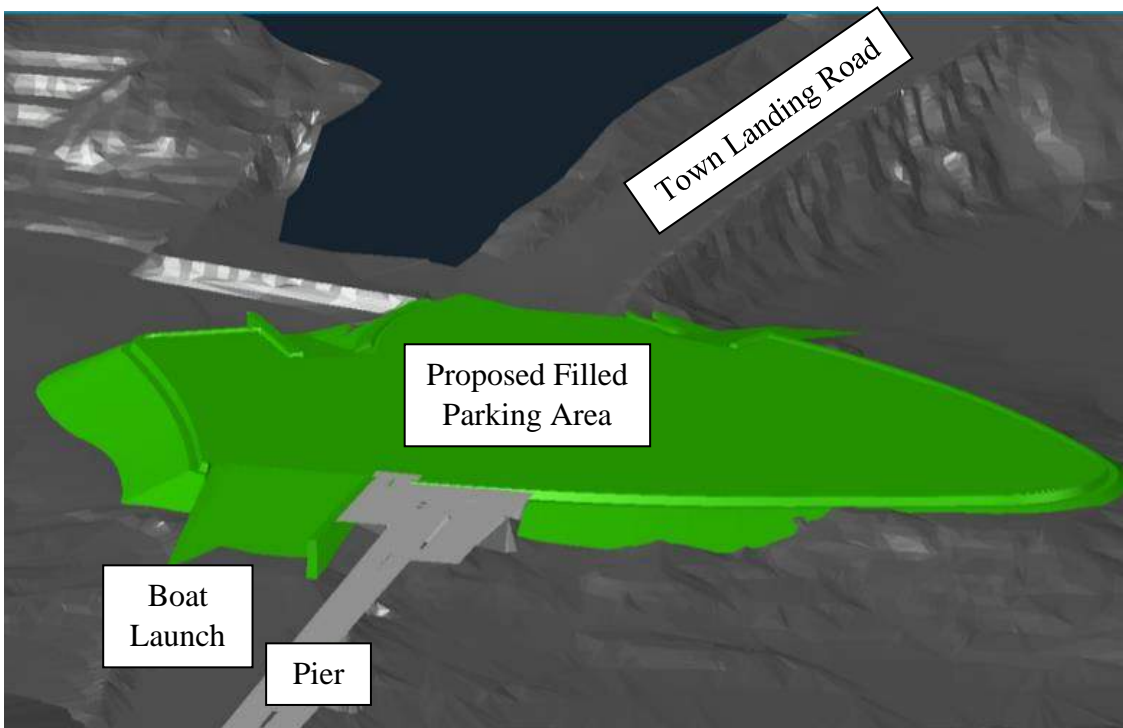 Town Landing Road
Proposed Filled
Parking Area
Boat
Launch
Pier